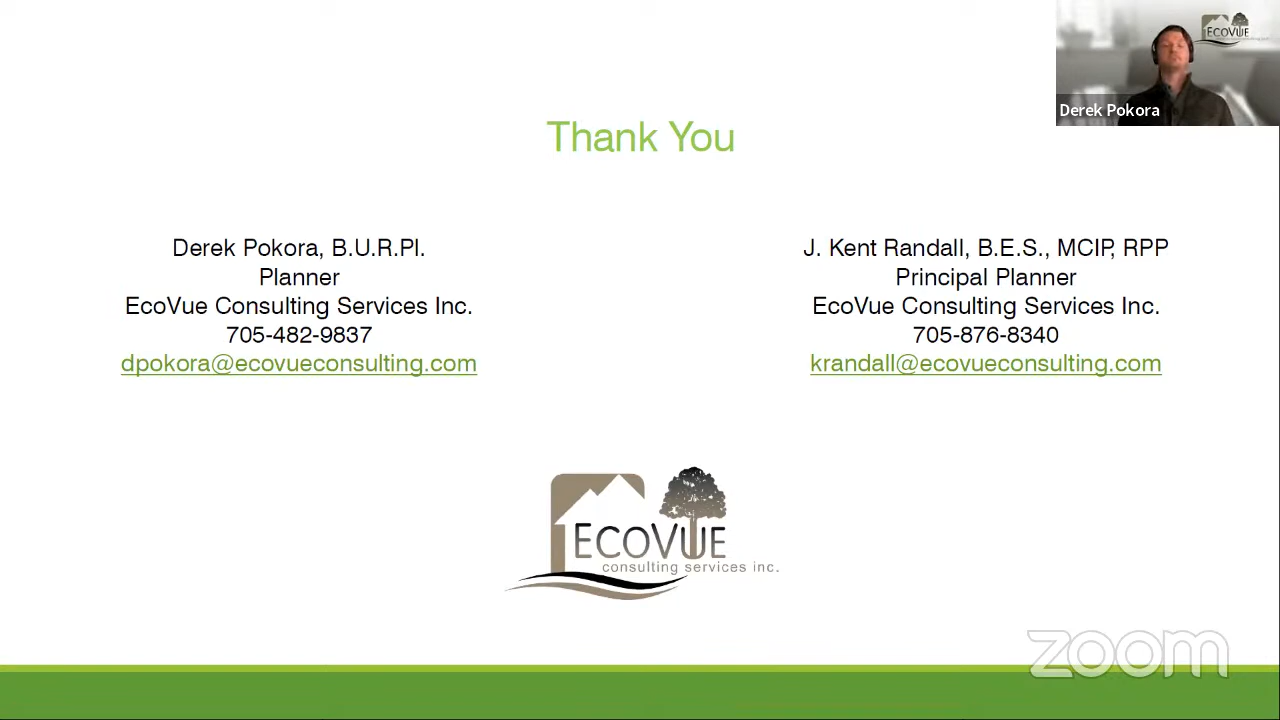 ECOVUE
Derek Pokora
Thank You
Derek Pokora, B.U.R.Pl.
Planner
EcoVue Consulting Services Inc.
705-482-9837
dpokora@ecovueconsulting.com
J. Kent Randall, B.E.S., MCIP, RPP
Principal Planner
EcoVue Consulting Services Inc.
705-876-8340
krandall@ecovueconsulting.com
ECOVUE
consulting services inc.
zoom